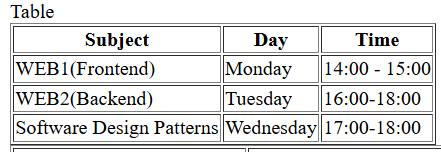 Table
Subject Day Time
WEB1(Frontend) Monday 14:00 - 15:00
WEB2(Backend) Tuesday 16:00-18:00
Software Design Patterns Wednesday 17:00-18:00